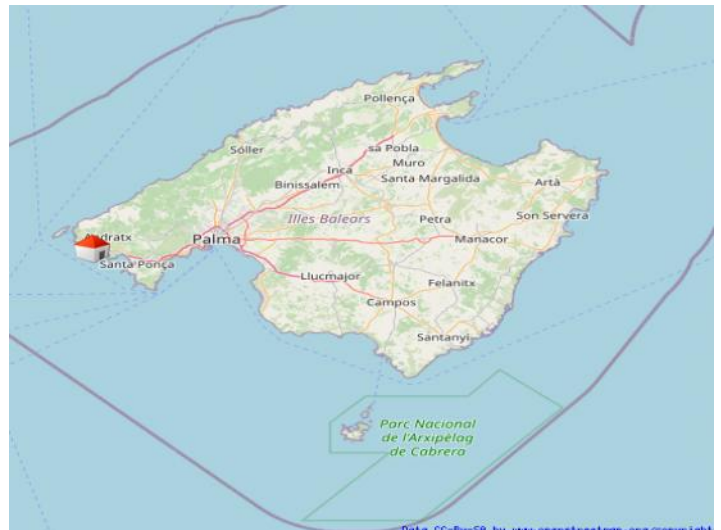 Pollença
sa Pobla
Sóller
Muro
Inca
Santa Margalida
Binissalem
Artà
Illes Balears
Petra
Son Servera
Palma
Manacor
Santa Ponça
Llucmajor
Felanitx
Campos
Santanyí
Parc Nacional
de l'Arxipèlag
de Cabrera